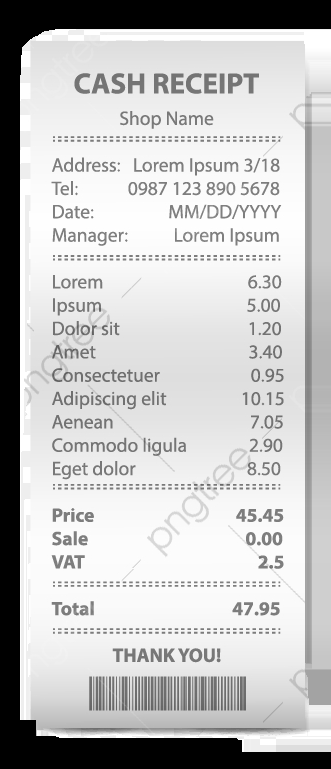 CASH RECEIPT
Shop Name
Address: Lorem Ipsum 3/18
Tel: 0987 123 890 5678
Date: MM/DD/YYYY
Manager: Lorem Ipsum
Lorem 6.30
Ipsum 5.00
Dolor sit 1.20
Amet 3.40
Consectetuer 0.95
Adipiscing elit 10.15
Aenean 7.05
Commodo ligula 2.90
Eget dolor 8.50
Price 45.45
Sale 0.00
VAT 2.5
Total 47.95
THANK YOU!
pngtree
pngtree